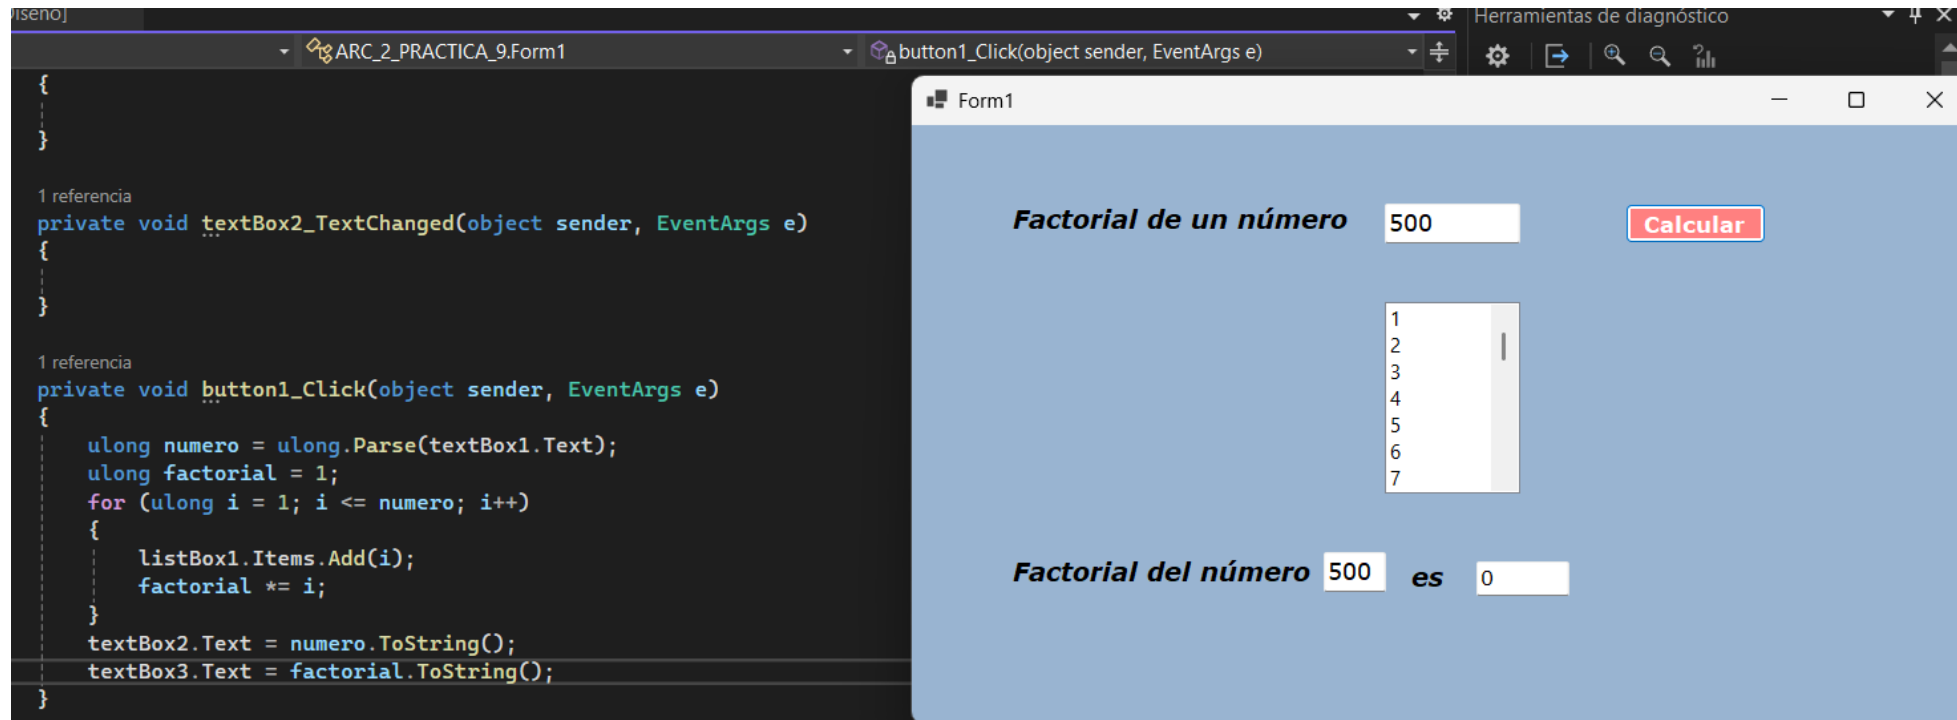 Diseño]
Herramientas de diagnóstico
ARC_2_PRACTICA_9.Form1
button1_Click(object sender, EventArgs e)
{
}
1 referencia
private void textBox2_TextChanged(object sender, EventArgs e)
{
}
1 referencia
private void button1_Click(object sender, EventArgs e)
{
ulong numero = ulong.Parse(textBox1.Text);
ulong factorial = 1;
for (ulong i = 1; i <= numero; i++)
{
listBox1.Items.Add(i);
factorial *= i;
}
textBox2.Text = numero.ToString();
textBox3.Text = factorial.ToString();
}
Form1
Factorial de un número 500 Calcular
1
2
3
4
5
6
7
Factorial del número 500 es 0